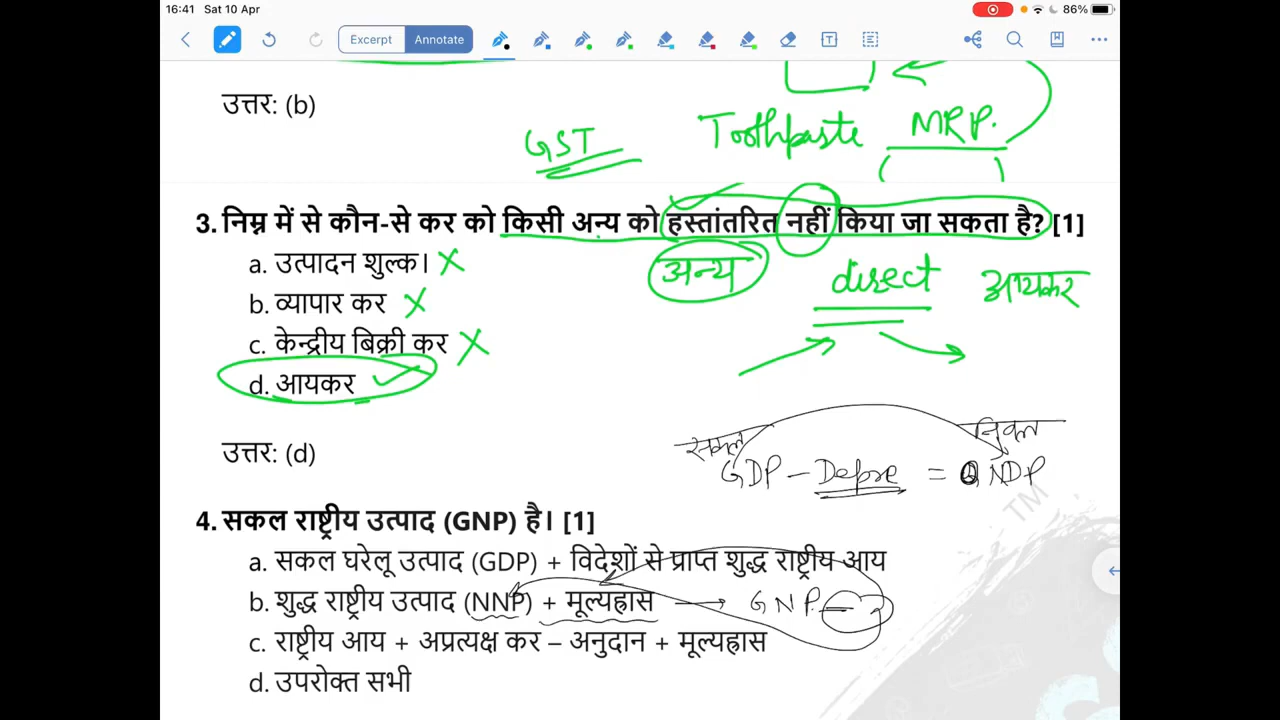 16:41 Sat 10 Apr 86%
Excerpt Annotate
उत्तर: (b)
GST Toothpaste MRP.
3. निम्न में से कौन-से कर को किसी अन्य को हस्तांतरित नहीं किया जा सकता है? [1]
a. उत्पादन शुल्क।
अन्य direct आयकर
b. व्यापार कर
c. केन्द्रीय बिक्री कर
d. आयकर
सकल
उत्तर: (d)
GDP – Depre = NDP
4. सकल राष्ट्रीय उत्पाद (GNP) है। [1]
a. सकल घरेलू उत्पाद (GDP) + विदेशों से प्राप्त शुद्ध राष्ट्रीय आय
b. शुद्ध राष्ट्रीय उत्पाद (NNP) + मूल्यह्रास → GNP
c. राष्ट्रीय आय + अप्रत्यक्ष कर – अनुदान + मूल्यह्रास
d. उपरोक्त सभी
TM